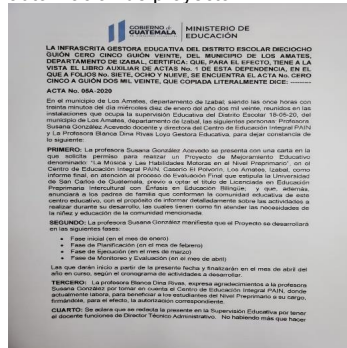 GOBIERNO de
GUATEMALA
MINISTERIO DE
EDUCACIÓN
LA INFRASCRITA GESTORA EDUCATIVA DEL DISTRITO ESCOLAR DIECIOCHO
GUIÓN CERO CINCO GUIÓN VEINTE, DEL MUNICIPIO DE LOS AMATES,
DEPARTAMENTO DE IZABAL, CERTIFICA: QUE, PARA EL EFECTO, TIENE A LA
VISTA EL LIBRO AUXILIAR DE ACTAS No. 1 DE ESTA DEPENDENCIA, EN EL
QUE A FOLIOS No. SIETE, OCHO Y NUEVE, SE ENCUENTRA EL ACTA No. CERO
CINCO A GUIÓN DOS MIL VEINTE, QUE COPIADA LITERALMENTE DICE:
ACTA No. 05A-2020
En el municipio de Los Amates, departamento de Izabal, siendo las once horas con
treinta minutos del día miércoles diez de enero del año dos mil veinte, reunidos en las
instalaciones que ocupa la supervisión Educativa del Distrito Escolar 18-05-20, del
municipio de Los Amates, departamento de Izabal, las siguientes personas: Profesora
Susana González Acevedo docente y directora del Centro de Educación Integral PAIN
y La Profesora Blanca Dina Rivas Loyo Gestora Educativa, para dejar constancia de
lo siguiente:
PRIMERO: La profesora Susana González Acevedo se presenta con una carta en la
que solicita permiso para realizar un Proyecto de Mejoramiento Educativo
denominado: "La Música y Las Habilidades Motoras en el Nivel Preprimario", en el
Centro de Educación Integral PAIN, Caserío El Polvorín, Los Amates, Izabal, como
informe final, en atención al proceso de Evaluación Final que estipula la Universidad
de San Carlos de Guatemala, previo a optar el título de Licenciada en Educación
Preprimaria Intercultural con Énfasis en Educación Bilingüe, y que, además,
anunciará a los padres de familia que conforman la comunidad educativa de este
centro educativo, con el propósito de informar detalladamente sobre las actividades a
realizar durante su desarrollo, las cuales tienen como fin atender las necesidades de
la niñez y educación de la comunidad mencionada.
SEGUNDO: La profesora Susana González manifiesta que el Proyecto se desarrollará
en las siguientes fases:
• Fase inicial (en el mes de enero)
• Fase de Planificación (en el mes de febrero)
• Fase de Ejecución (en el mes de marzo)
• Fase de Monitoreo y Evaluación (en el mes de abril)
Las que darán inicio a partir de la presente fecha y finalizarán en el mes de abril del
año en curso, según el cronograma de actividades a desarrollar.
TERCERO: La profesora Blanca Dina Rivas, expresa agradecimientos a la profesora
Susana González por tomar en cuenta el Centro de Educación Integral PAIN, donde
actualmente labora, para beneficiar a los estudiantes del Nivel Preprimario a su cargo,
firmándole, para el efecto, la autorización correspondiente.
CUARTO: Se aclara que se redacta la presente en la Supervisión Educativa por tener
el docente funciones de Director Técnico Administrativo. No habiendo más que hacer